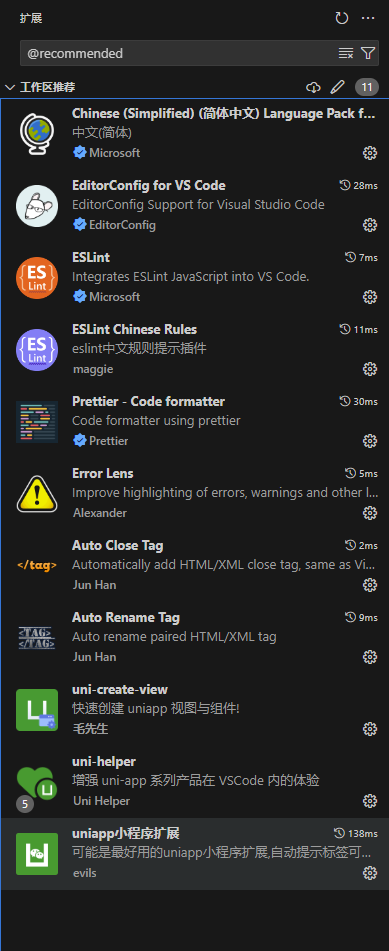 扩展
@recommended
工作区推荐 11
Chinese (Simplified) (简体中文) Language Pack f...
中文(简体)
Microsoft
EditorConfig for VS Code 28ms
EditorConfig Support for Visual Studio Code
EditorConfig
ES Lint
ESLint 7ms
Integrates ESLint JavaScript into VS Code.
Microsoft
ES Lint
ESLint Chinese Rules 11ms
eslint中文规则提示插件
maggie
Prettier - Code formatter 30ms
Code formatter using prettier
Prettier
Error Lens 5ms
Improve highlighting of errors, warnings and other l...
Alexander
</tag>
Auto Close Tag 2ms
Automatically add HTML/XML close tag, same as Vi...
Jun Han
<TAG>
</TAG>
Auto Rename Tag 9ms
Auto rename paired HTML/XML tag
Jun Han
uni-create-view
快速创建 uniapp 视图与组件!
毛先生
uni-helper
增强 uni-app 系列产品在 VSCode 内的体验
5
Uni Helper
uniapp小程序扩展 138ms
可能是最好用的uniapp小程序扩展,自动提示标签可...
evils